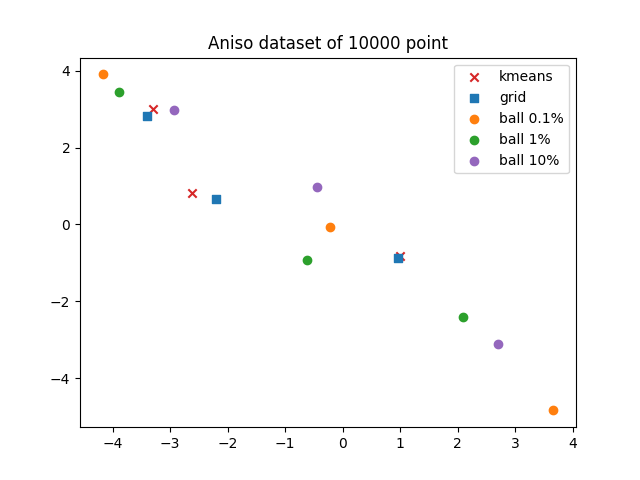 Aniso dataset of 10000 point
kmeans
grid
ball 0.1%
ball 1%
ball 10%
4
2
0
−2
−4
−4 −3 −2 −1 0 1 2 3 4